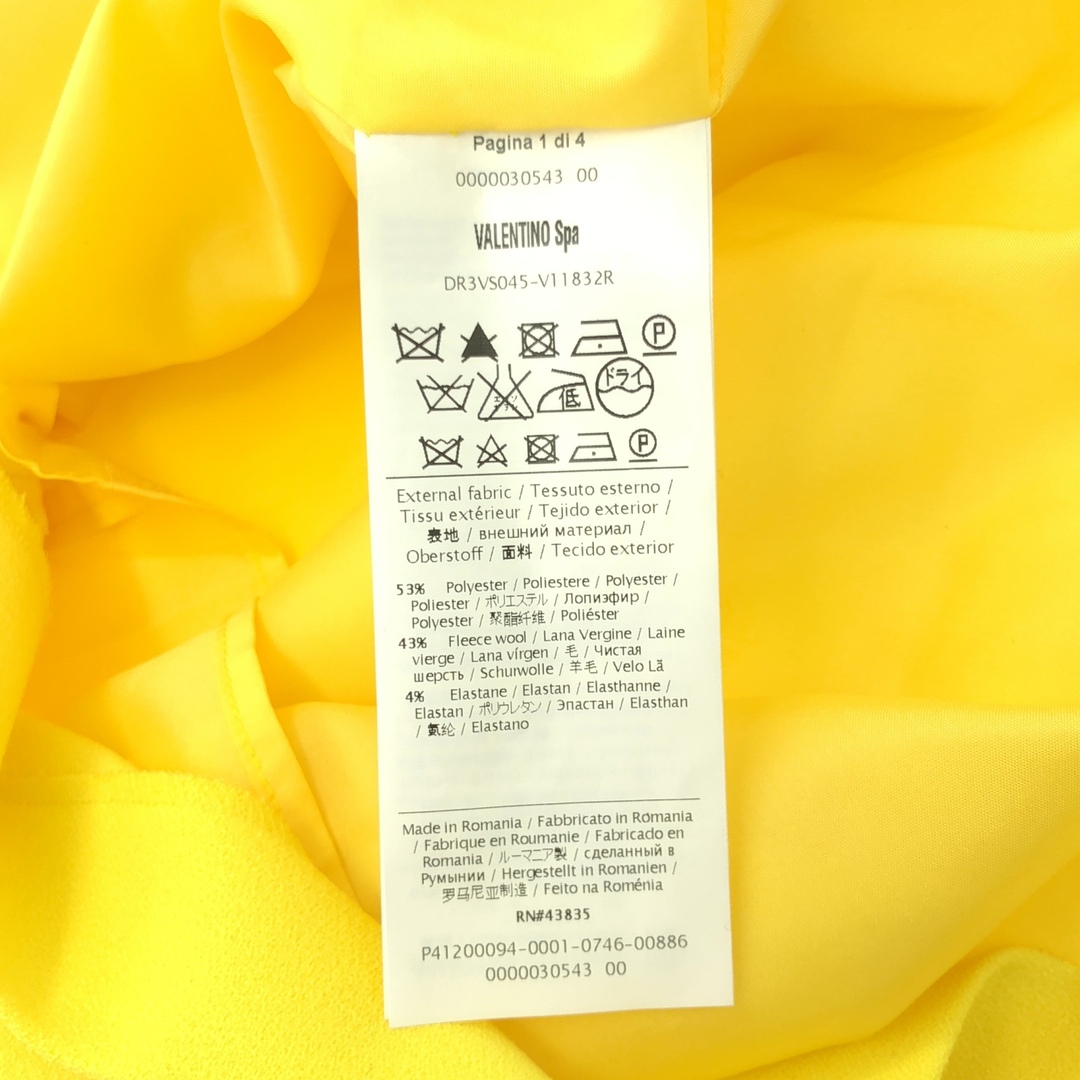 Pagina 1 di 4
0000030543 00
VALENTINO Spa
DR3VS045-V11832R
P
低 ドライ
P
External fabric / Tessuto esterno /
Tissu extérieur / Tejido exterior /
表地 / внешний материал /
Oberstoff / 面料 / Tecido exterior
53% Polyester / Poliestere / Polyester /
Poliester / ポリエステル / Лопиэфир /
Polyester / 聚酯纤维 / Poliéster
43% Fleece wool / Lana Vergine / Laine
vierge / Lana vírgen / 毛 / Чистая
шерсть / Schurwolle / 羊毛 / Velo Lã
4% Elastane / Elastan / Elasthanne /
Elastan / ポリウレタン / Эпастан / Elasthan
/ 氨纶 / Elastano
Made in Romania / Fabbricato in Romania
/ Fabrique en Roumanie / Fabricado en
Romania / ルーマニア製 / сделанный в
Румынии / Hergestellt in Romanien /
罗马尼亚制造 / Feito na Roménia
RN#43835
P41200094-0001-0746-00886
0000030543 00